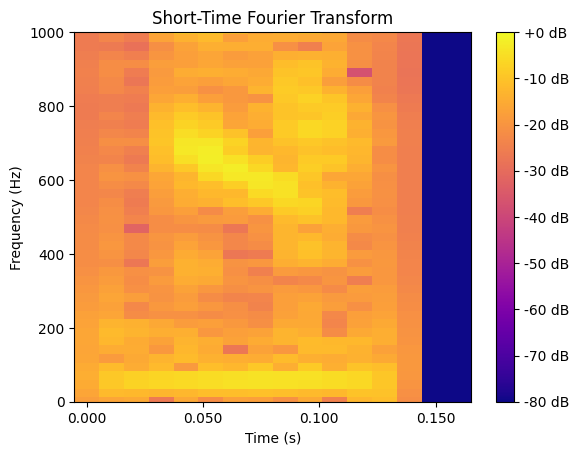 Short-Time Fourier Transform
1000
800
600
400
200
0
Frequency (Hz)
0.000
0.050
0.100
0.150
Time (s)
+0 dB
-10 dB
-20 dB
-30 dB
-40 dB
-50 dB
-60 dB
-70 dB
-80 dB